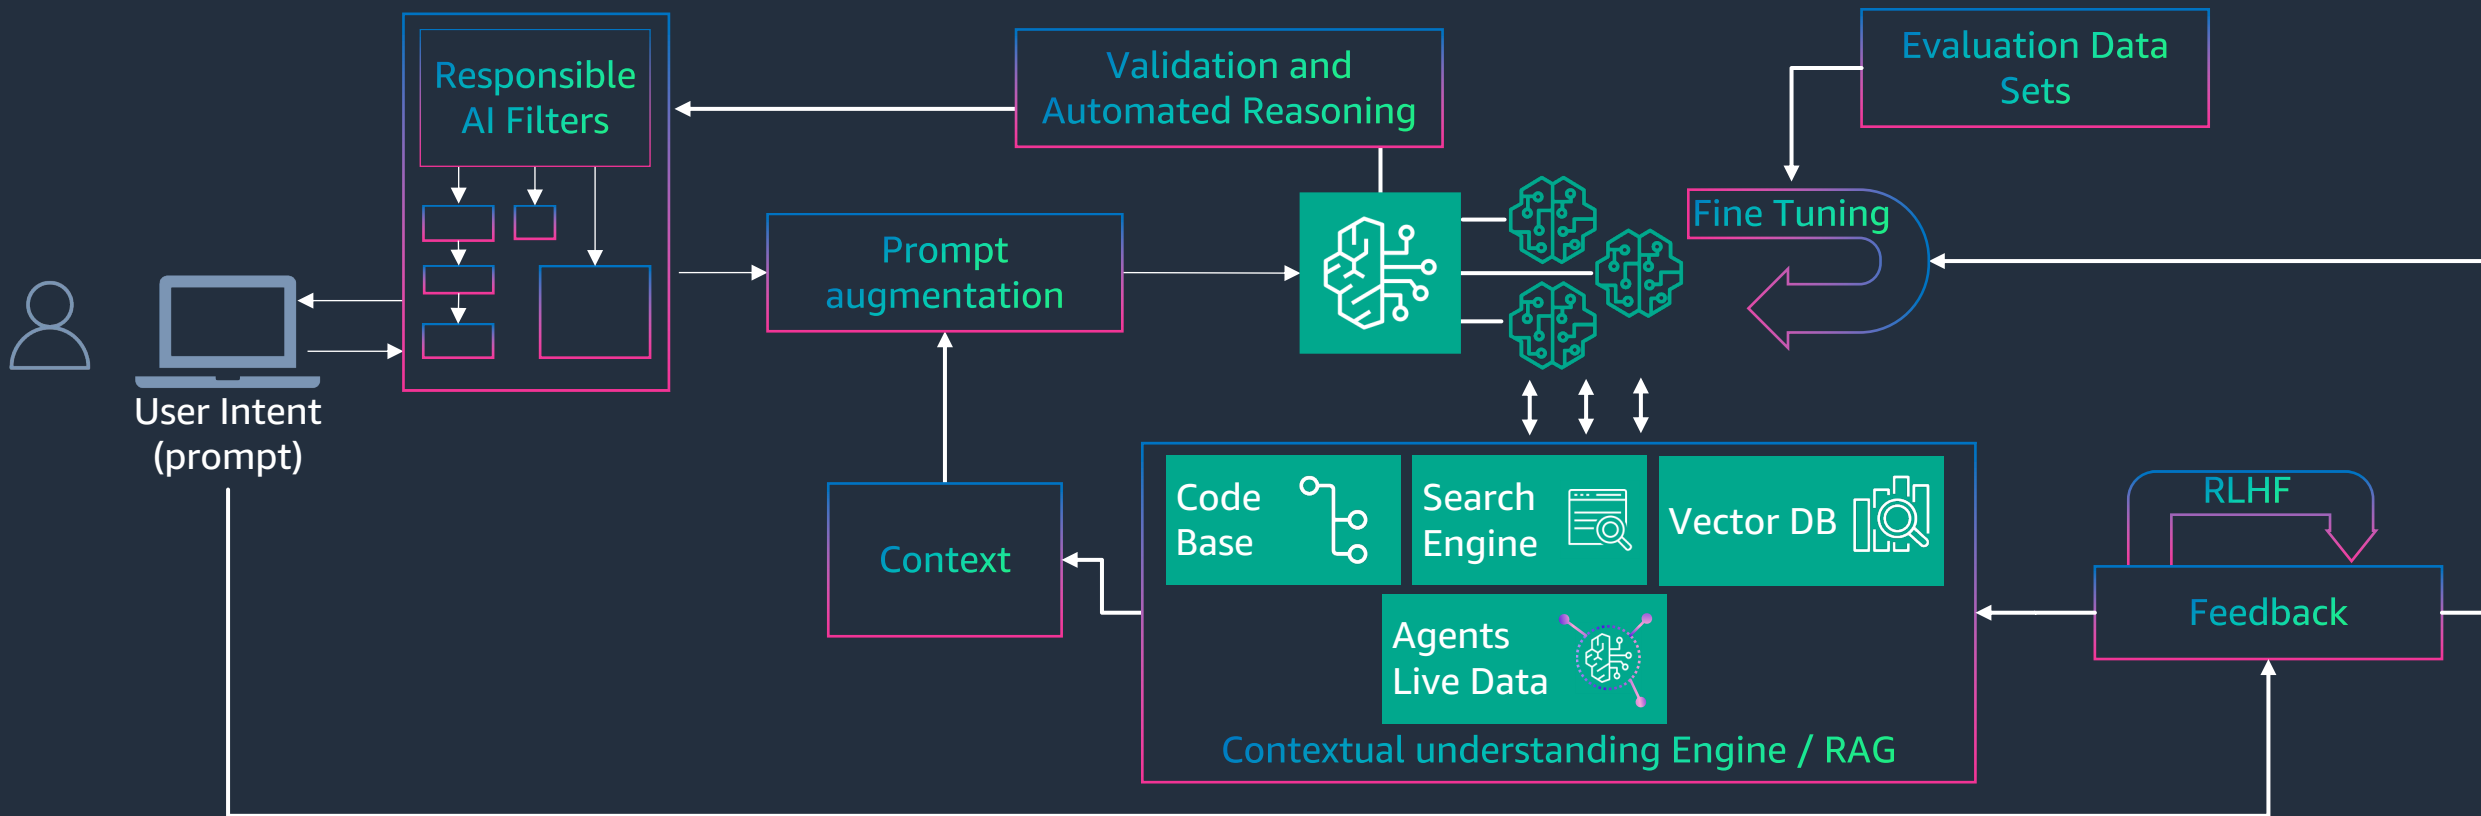 Responsible
AI Filters
Validation and
Automated Reasoning
Evaluation Data
Sets
Fine Tuning
Prompt
augmentation
User Intent
(prompt)
Context
Code
Base
Search
Engine
Vector DB
Agents
Live Data
Contextual understanding Engine / RAG
RLHF
Feedback